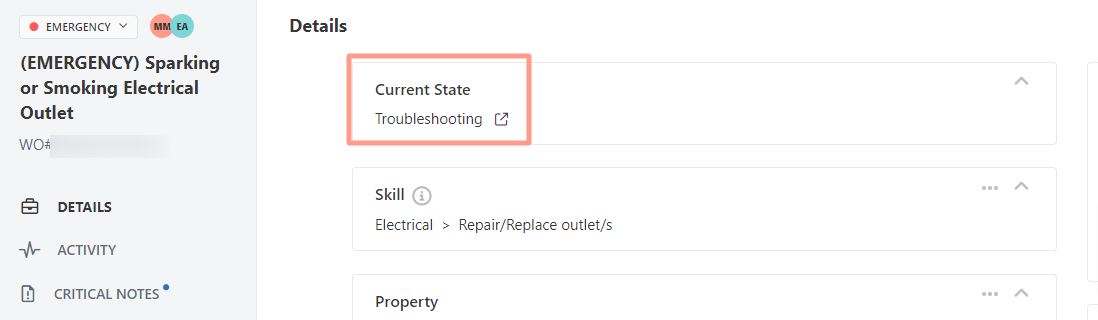 EMERGENCY
MM EA
(EMERGENCY) Sparking
or Smoking Electrical
Outlet
WO#
DETAILS
ACTIVITY
CRITICAL NOTES
Details
Current State
Troubleshooting
Skill
Electrical > Repair/Replace outlet/s
Property